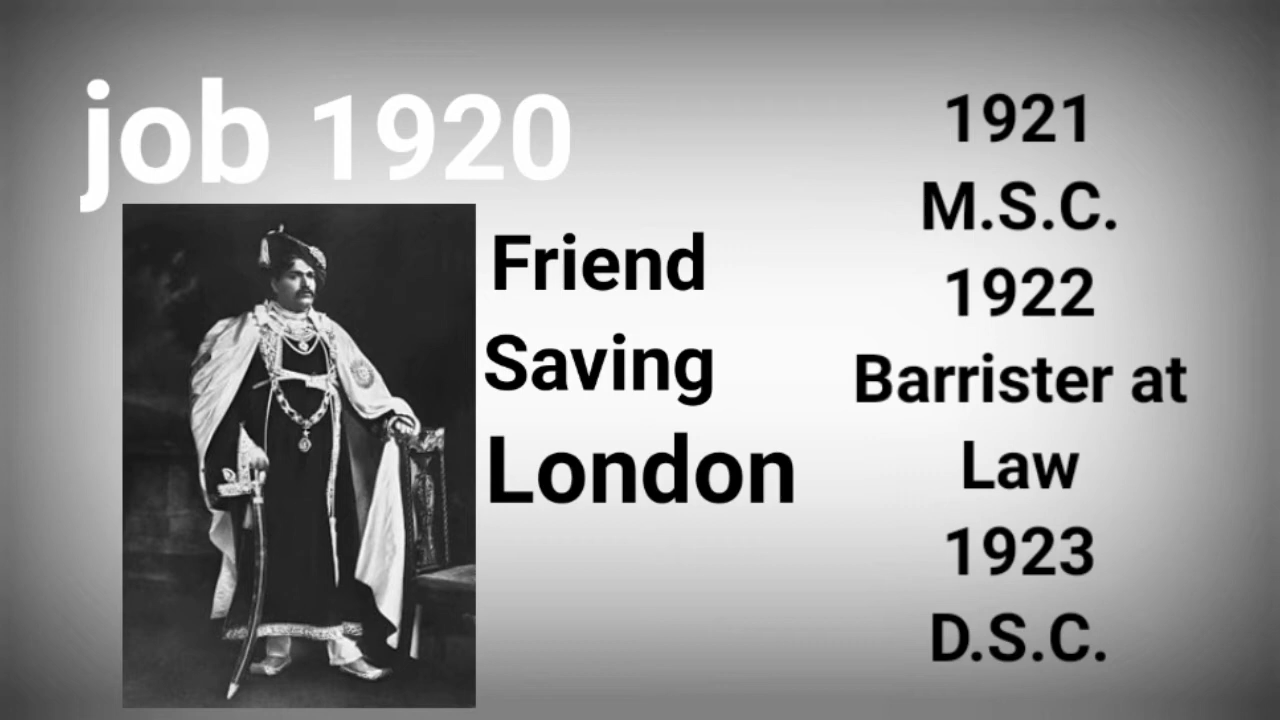 job 1920
Friend
Saving
London
1921
M.S.C.
1922
Barrister at
Law
1923
D.S.C.